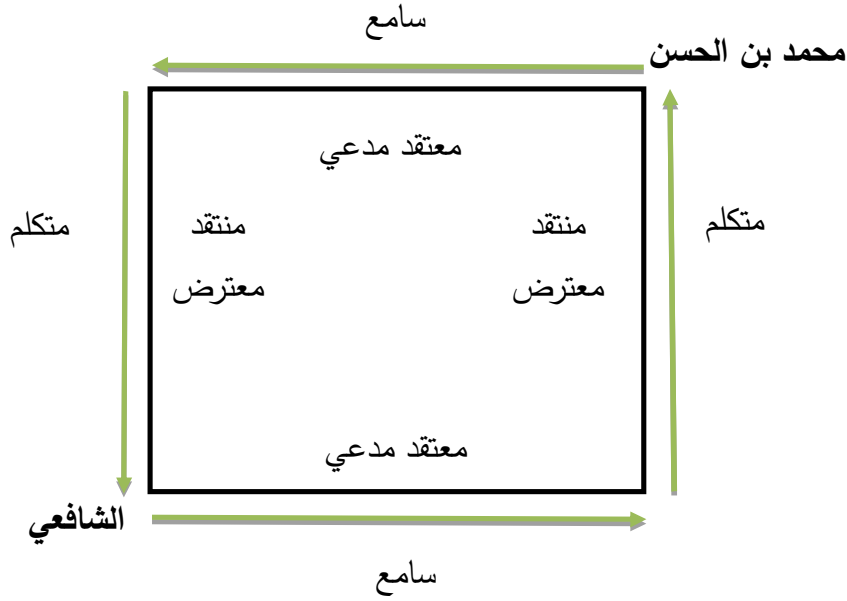 سامع
محمد بن الحسن
معتقد مدعي
متكلم
منتقد
منتقد
متكلم
معترض
معترض
معتقد مدعي
الشافعي
سامع